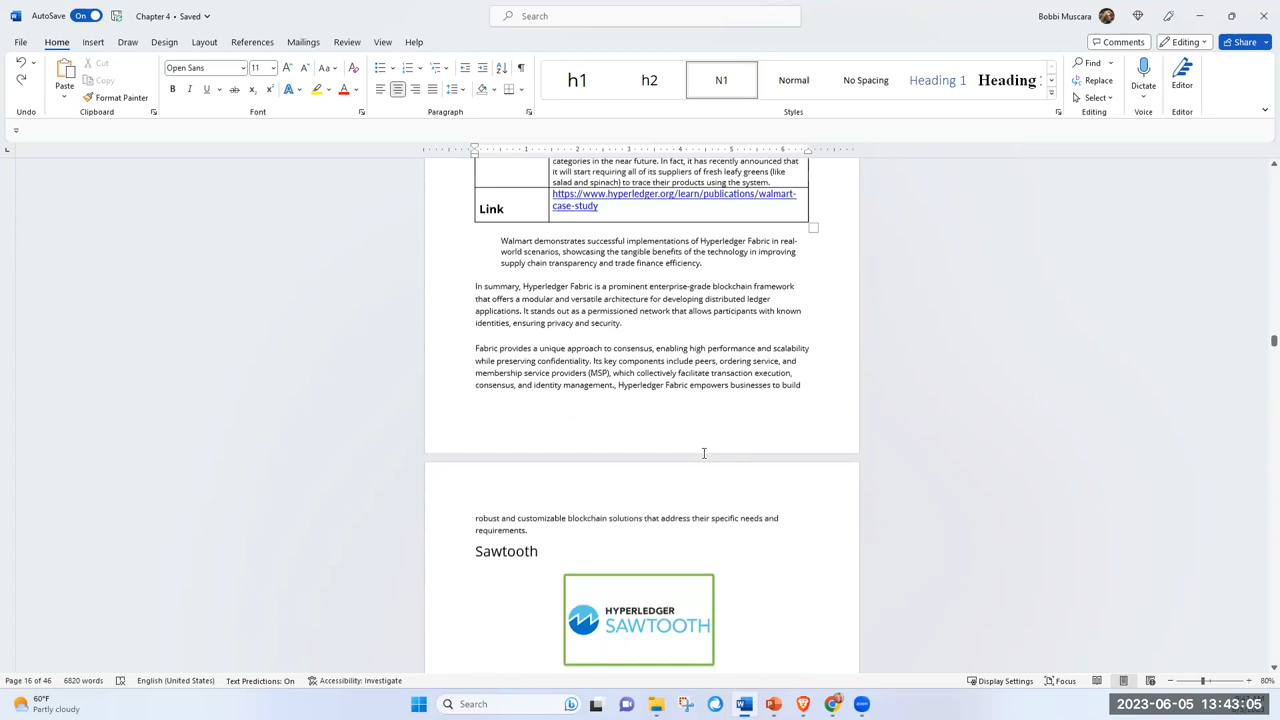 AutoSave On Chapter 4 • Saved Search Bobbi Muscara
File Home Insert Draw Design Layout References Mailings Review View Help Comments Editing Share
Undo
Paste
Cut
Copy
Format Painter
Clipboard
Open Sans 11
Font
Paragraph
h1 h2 N1 Normal No Spacing Heading 1 Heading
Styles
Find
Replace
Select
Editing
Dictate
Voice
Editor
Editor
1 2 3 4 5 6
categories in the near future. In fact, it has recently announced that
it will start requiring all of its suppliers of fresh leafy greens (like
salad and spinach) to trace their products using the system.
Link
https://www.hyperledger.org/learn/publications/walmart-
case-study
Walmart demonstrates successful implementations of Hyperledger Fabric in real-
world scenarios, showcasing the tangible benefits of the technology in improving
supply chain transparency and trade finance efficiency.
In summary, Hyperledger Fabric is a prominent enterprise-grade blockchain framework
that offers a modular and versatile architecture for developing distributed ledger
applications. It stands out as a permissioned network that allows participants with known
identities, ensuring privacy and security.
Fabric provides a unique approach to consensus, enabling high performance and scalability
while preserving confidentiality. Its key components include peers, ordering service, and
membership service providers (MSP), which collectively facilitate transaction execution,
consensus, and identity management., Hyperledger Fabric empowers businesses to build
robust and customizable blockchain solutions that address their specific needs and
requirements.
Sawtooth
HYPERLEDGER
SAWTOOTH
Page 16 of 46 6820 words English (United States) Text Predictions: On Accessibility: Investigate Display Settings Focus 80%
60°F
Partly cloudy
Search
2023-06-05 13:43:05